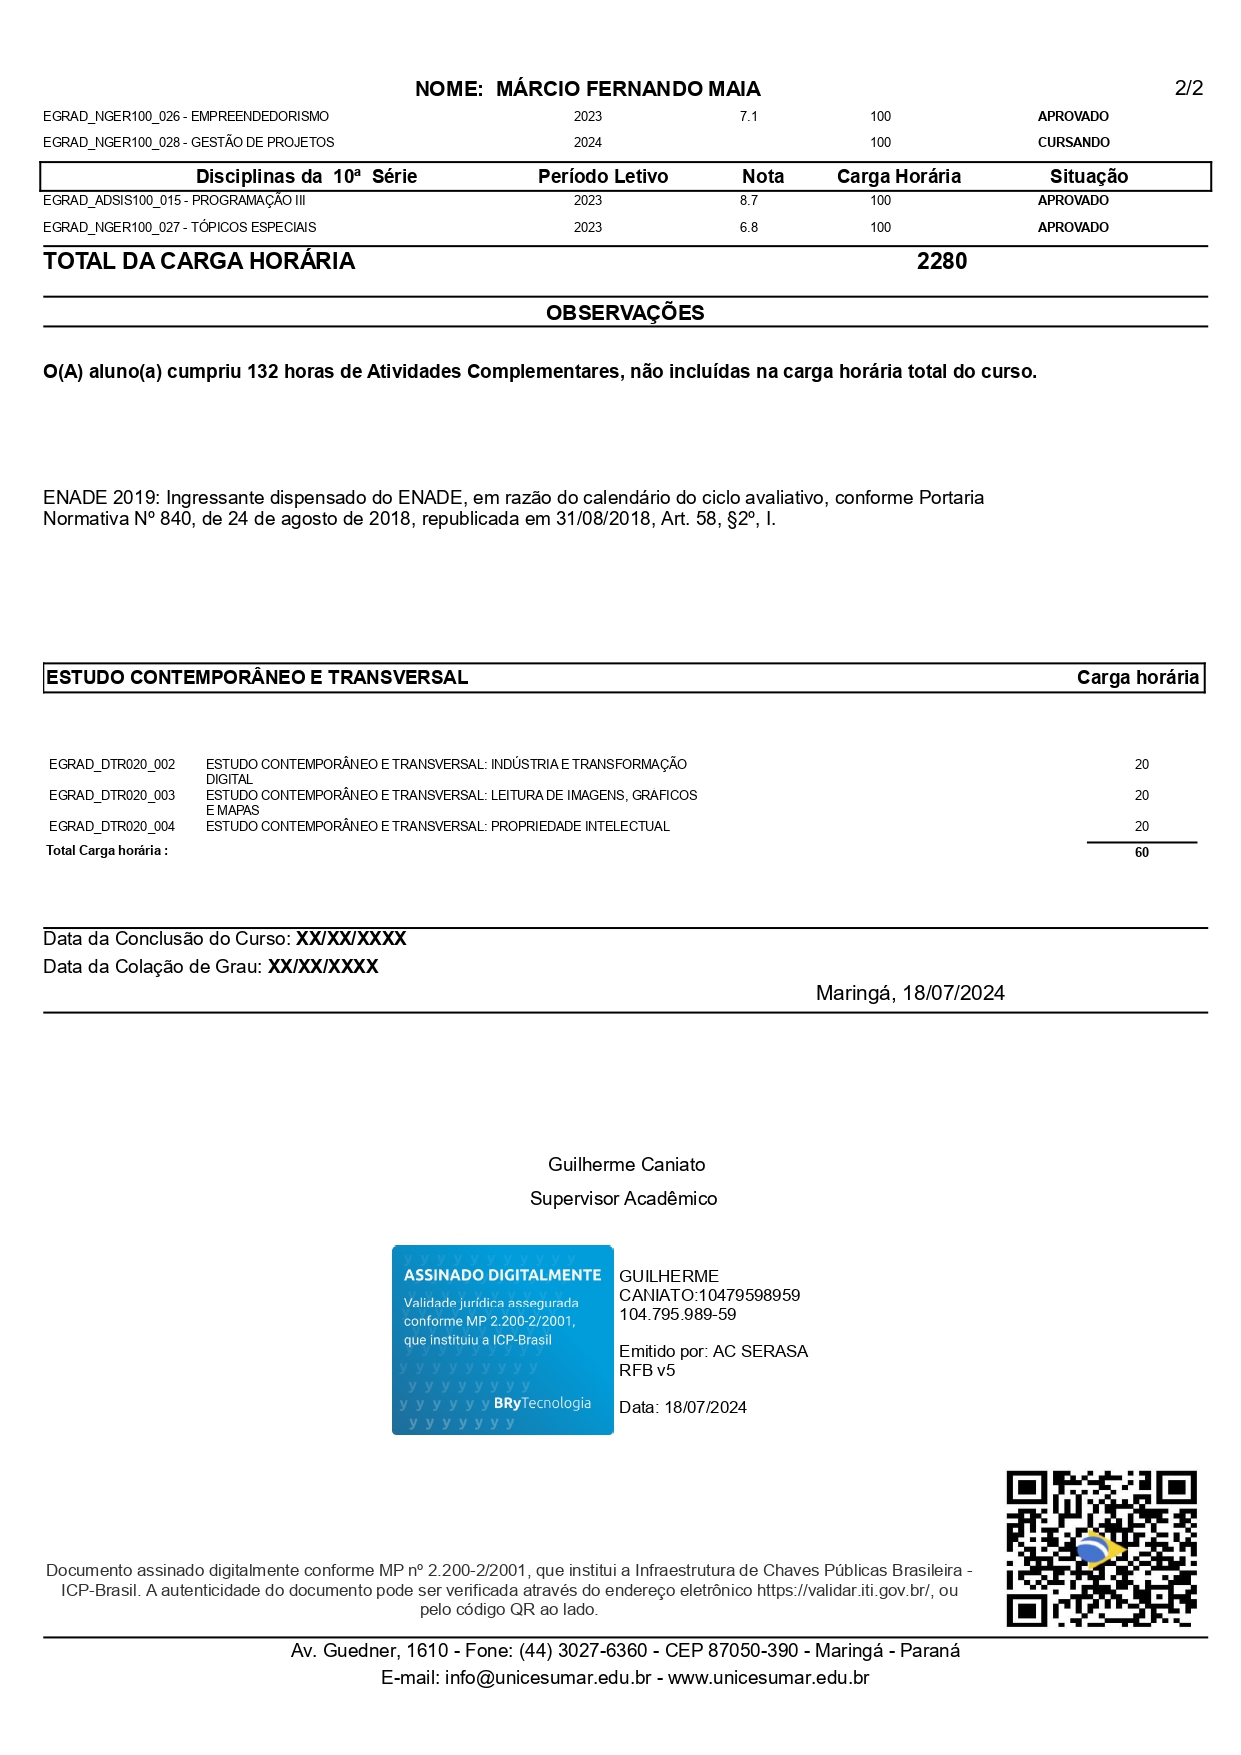 NOME: MÁRCIO FERNANDO MAIA 2/2
EGRAD_NGER100_026 - EMPREENDEDORISMO 2023 7.1 100 APROVADO
EGRAD_NGER100_028 - GESTÃO DE PROJETOS 2024 100 CURSANDO
Disciplinas da 10ª Série Período Letivo Nota Carga Horária Situação
EGRAD_ADSIS100_015 - PROGRAMAÇÃO III 2023 8.7 100 APROVADO
EGRAD_NGER100_027 - TÓPICOS ESPECIAIS 2023 6.8 100 APROVADO
TOTAL DA CARGA HORÁRIA 2280
OBSERVAÇÕES
O(A) aluno(a) cumpriu 132 horas de Atividades Complementares, não incluídas na carga horária total do curso.
ENADE 2019: Ingressante dispensado do ENADE, em razão do calendário do ciclo avaliativo, conforme Portaria
Normativa Nº 840, de 24 de agosto de 2018, republicada em 31/08/2018, Art. 58, §2º, I.
ESTUDO CONTEMPORÂNEO E TRANSVERSAL Carga horária
EGRAD_DTR020_002 ESTUDO CONTEMPORÂNEO E TRANSVERSAL: INDÚSTRIA E TRANSFORMAÇÃO 20
DIGITAL
EGRAD_DTR020_003 ESTUDO CONTEMPORÂNEO E TRANSVERSAL: LEITURA DE IMAGENS, GRÁFICOS 20
E MAPAS
EGRAD_DTR020_004 ESTUDO CONTEMPORÂNEO E TRANSVERSAL: PROPRIEDADE INTELECTUAL 20
Total Carga horária : 60
Data da Conclusão do Curso: XX/XX/XXXX
Data da Colação de Grau: XX/XX/XXXX
Maringá, 18/07/2024
Guilherme Caniato
Supervisor Acadêmico
ASSINADO DIGITALMENTE
Validade jurídica assegurada
conforme MP 2.200-2/2001,
que instituiu a ICP-Brasil
BRyTecnologia
GUILHERME
CANIATO:10479598959
104.795.989-59
Emitido por: AC SERASA
RFB v5
Data: 18/07/2024
Documento assinado digitalmente conforme MP nº 2.200-2/2001, que institui a Infraestrutura de Chaves Públicas Brasileira -
ICP-Brasil. A autenticidade do documento pode ser verificada através do endereço eletrônico https://validar.iti.gov.br/, ou
pelo código QR ao lado.
Av. Guedner, 1610 - Fone: (44) 3027-6360 - CEP 87050-390 - Maringá - Paraná
E-mail: info@unicesumar.edu.br - www.unicesumar.edu.br